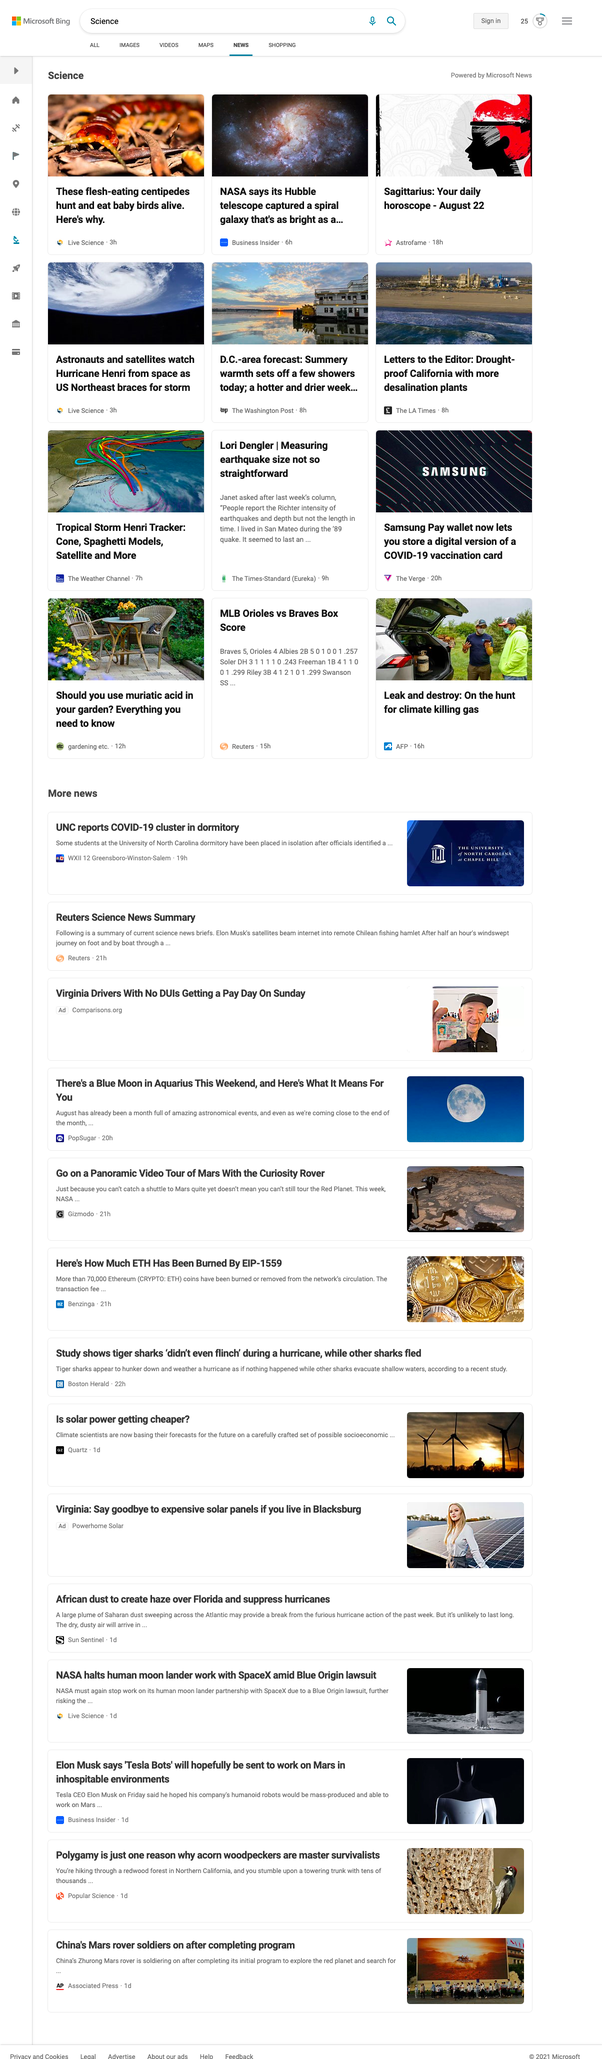 Microsoft Bing
Science
Sign in
25
ALL IMAGES VIDEOS MAPS NEWS SHOPPING
Science
Powered by Microsoft News
These flesh-eating centipedes
hunt and eat baby birds alive.
Here's why.
Live Science · 3h
NASA says its Hubble
telescope captured a spiral
galaxy that's as bright as a...
Business Insider · 6h
Sagittarius: Your daily
horoscope - August 22
Astrofame · 18h
Astronauts and satellites watch
Hurricane Henri from space as
US Northeast braces for storm
Live Science · 3h
D.C.-area forecast: Summery
warmth sets off a few showers
today; a hotter and drier week...
wp The Washington Post · 8h
Letters to the Editor: Drought-
proof California with more
desalination plants
The LA Times · 8h
Tropical Storm Henri Tracker:
Cone, Spaghetti Models,
Satellite and More
The Weather Channel · 7h
Lori Dengler | Measuring
earthquake size not so
straightforward
Janet asked after last week's column,
"People report the Richter intensity of
earthquakes and depth but not the length in
time. I lived in San Mateo during the '89
quake. It seemed to last an ...
The Times-Standard (Eureka) · 9h
SAMSUNG
Samsung Pay wallet now lets
you store a digital version of a
COVID-19 vaccination card
The Verge · 20h
Should you use muriatic acid in
your garden? Everything you
need to know
gardening etc. · 12h
MLB Orioles vs Braves Box
Score
Braves 5, Orioles 4 Albies 2B 5 0 1 0 0 1 .257
Soler DH 3 1 1 1 1 0 .243 Freeman 1B 4 1 1 0
0 1 .299 Riley 3B 4 1 2 1 0 1 .299 Swanson
SS ...
Reuters · 15h
Leak and destroy: On the hunt
for climate killing gas
AFP · 16h
More news
UNC reports COVID-19 cluster in dormitory
Some students at the University of North Carolina dormitory have been placed in isolation after officials identified a ...
WXII 12 Greensboro-Winston-Salem · 19h
THE UNIVERSITY
of NORTH CAROLINA
at CHAPEL HILL
Reuters Science News Summary
Following is a summary of current science news briefs. Elon Musk's satellites beam internet into remote Chilean fishing hamlet After half an hour's windswept
journey on foot and by boat through a ...
Reuters · 21h
Virginia Drivers With No DUIs Getting a Pay Day On Sunday
Ad Comparisons.org
There's a Blue Moon in Aquarius This Weekend, and Here's What It Means For
You
August has already been a month full of amazing astronomical events, and even as we're coming close to the end of
the month, ...
PopSugar · 20h
Go on a Panoramic Video Tour of Mars With the Curiosity Rover
Just because you can't catch a shuttle to Mars quite yet doesn't mean you can't still tour the Red Planet. This week,
NASA ...
G Gizmodo · 21h
Here's How Much ETH Has Been Burned By EIP-1559
More than 70,000 Ethereum (CRYPTO: ETH) coins have been burned or removed from the network's circulation. The
transaction fee ...
Benzinga · 21h
Study shows tiger sharks 'didn't even flinch' during a hurricane, while other sharks fled
Tiger sharks appear to hunker down and weather a hurricane as if nothing happened while other sharks evacuate shallow waters, according to a recent study.
Boston Herald · 22h
Is solar power getting cheaper?
Climate scientists are now basing their forecasts for the future on a carefully crafted set of possible socioeconomic ...
Quartz · 1d
Virginia: Say goodbye to expensive solar panels if you live in Blacksburg
Ad Powerhome Solar
African dust to create haze over Florida and suppress hurricanes
A large plume of Saharan dust sweeping across the Atlantic may provide a break from the furious hurricane action of the past week. But it's unlikely to last long.
The dry, dusty air will arrive in ...
Sun Sentinel · 1d
NASA halts human moon lander work with SpaceX amid Blue Origin lawsuit
NASA must again stop work on its human moon lander partnership with SpaceX due to a Blue Origin lawsuit, further
risking the ...
Live Science · 1d
Elon Musk says 'Tesla Bots' will hopefully be sent to work on Mars in
inhospitable environments
Tesla CEO Elon Musk on Friday said he hoped his company's humanoid robots would be mass-produced and able to
work on Mars ...
Business Insider · 1d
Polygamy is just one reason why acorn woodpeckers are master survivalists
You're hiking through a redwood forest in Northern California, and you stumble upon a towering trunk with tens of
thousands ...
Popular Science · 1d
China's Mars rover soldiers on after completing program
China's Zhurong Mars rover is soldiering on after completing its initial program to explore the red planet and search for
...
AP Associated Press · 1d
Privacy and Cookies Legal Advertise About our ads Help Feedback
© 2021 Microsoft